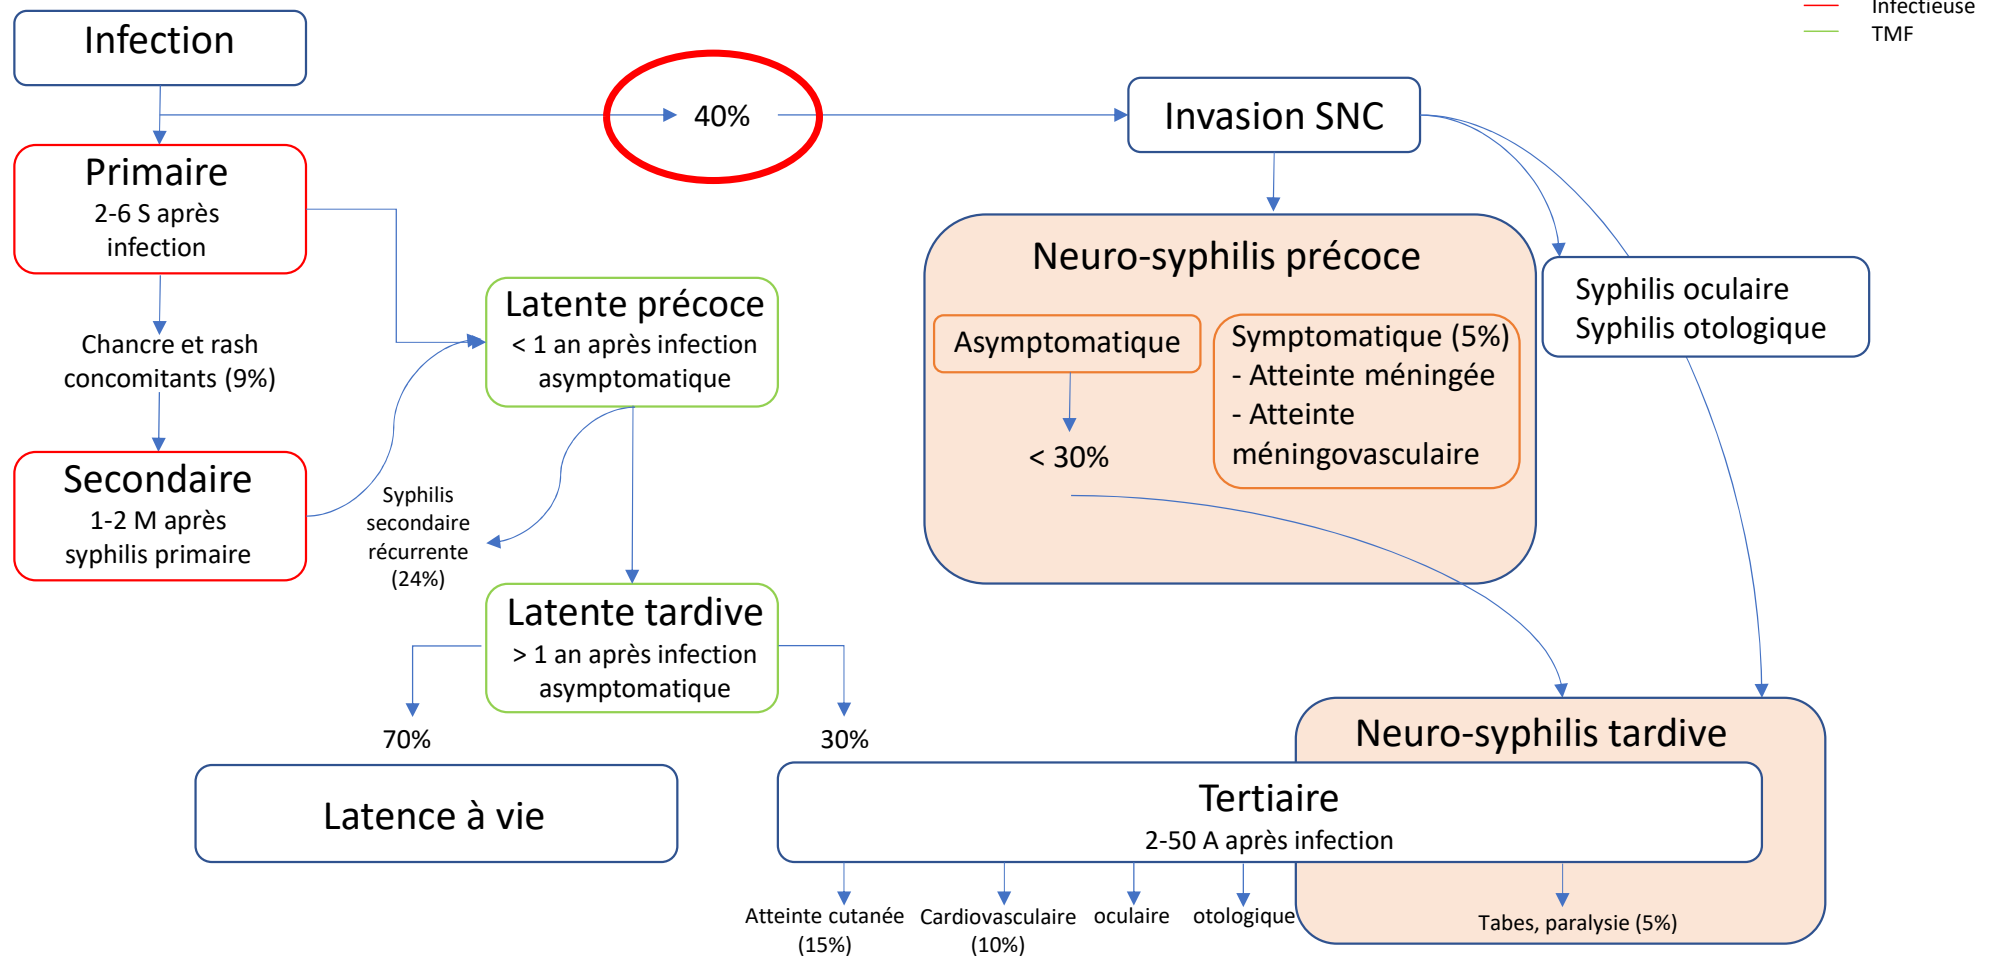 Infectieuse
TMF
Infection
40%
Invasion SNC
Primaire
2-6 S après
infection
Chancre et rash
concomitants (9%)
Secondaire
1-2 M après
syphilis primaire
Latente précoce
< 1 an après infection
asymptomatique
Syphilis
secondaire
récurrente
(24%)
Latente tardive
> 1 an après infection
asymptomatique
70%
30%
Latence à vie
Neuro-syphilis précoce
Asymptomatique
< 30%
Symptomatique (5%)
- Atteinte méningée
- Atteinte
méningovasculaire
Syphilis oculaire
Syphilis otologique
Neuro-syphilis tardive
Tertiaire
2-50 A après infection
Atteinte cutanée
(15%)
Cardiovasculaire
(10%)
oculaire
otologique
Tabes, paralysie (5%)